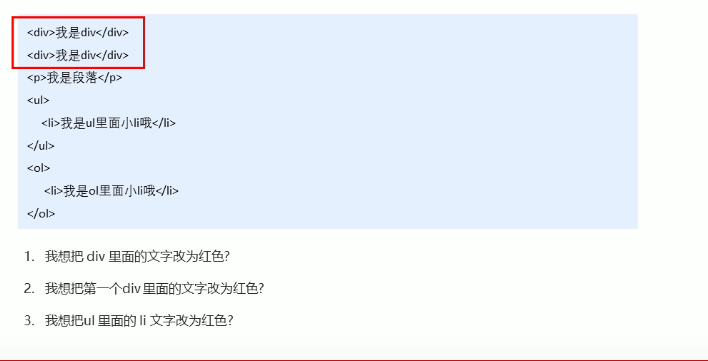 <div>我是div</div>
<div>我是div</div>
<p>我是段落</p>
<ul>
<li>我是ul里面小li哦</li>
</ul>
<ol>
<li>我是ol里面小li哦</li>
</ol>
1. 我想把 div 里面的文字改为红色?
2. 我想把第一个div 里面的文字改为红色?
3. 我想把ul 里面的 li 文字改为红色?